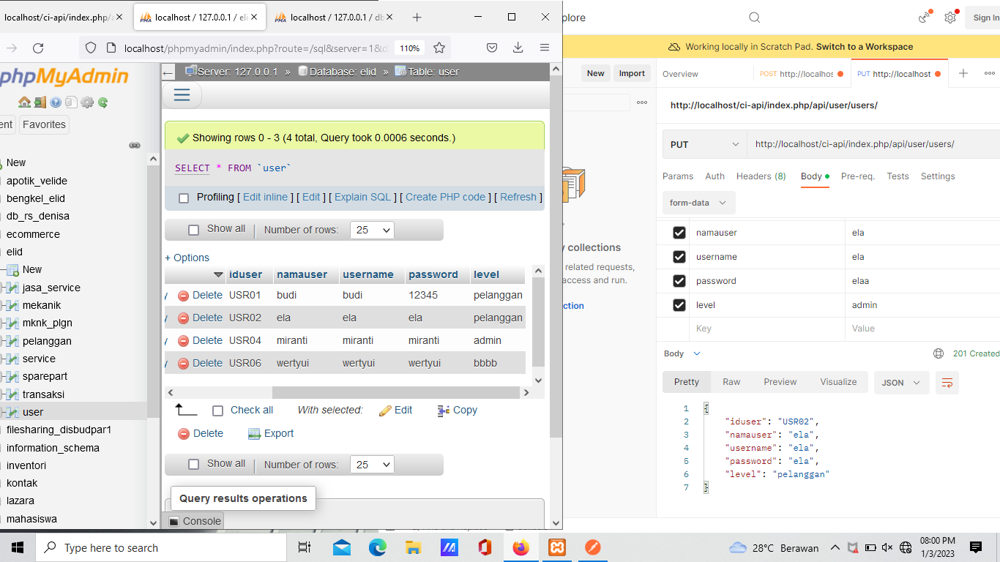 localhost/ci-api/index.php/a
localhost / 127.0.0.1 / eli
localhost / 127.0.0.1 / db
localhost/phpmyadmin/index.php?route=/sql&server=1&d
110%
phpMyAdmin
ent
Favorites
New
apotik_velide
bengkel_elid
db_rs_denisa
ecommerce
elid
New
jasa_service
mekanik
mknk_plgn
pelanggan
service
sparepart
transaksi
user
filesharing_disbudpar1
information_schema
inventori
kontak
lazara
mahasiswa
Server: 127.0.0.1 » Database: elid » Table: user
Showing rows 0 - 3 (4 total, Query took 0.0006 seconds.)
SELECT * FROM `user`
Profiling [ Edit inline ] [ Edit ] [ Explain SQL ] [ Create PHP code ] [ Refresh ]
Show all | Number of rows: 25
+ Options
iduser namauser username password level
y Delete USR01 budi budi 12345 pelanggan
y Delete USR02 ela ela ela pelanggan
y Delete USR04 miranti miranti miranti admin
y Delete USR06 wertyui wertyui wertyui bbbb
Check all With selected: Edit Copy
Delete Export
Show all | Number of rows: 25
Query results operations
Console
plore
Sign In
Working locally in Scratch Pad. Switch to a Workspace
New Import
y collections
related requests,
access and run.
ction
Overview
POST http://localhos
PUT http://localhost
http://localhost/ci-api/index.php/api/user/users/
PUT http://localhost/ci-api/index.php/api/user/users/
Params Auth Headers (8) Body Pre-req. Tests Settings
form-data
namauser ela
username ela
password elaa
level admin
Key Value
Body
201 Created
Pretty Raw Preview Visualize JSON
1 {
2 "iduser": "USR02",
3 "namauser": "ela",
4 "username": "ela",
5 "password": "ela",
6 "level": "pelanggan"
7 }
Type here to search
28°C Berawan
08:00 PM
1/3/2023